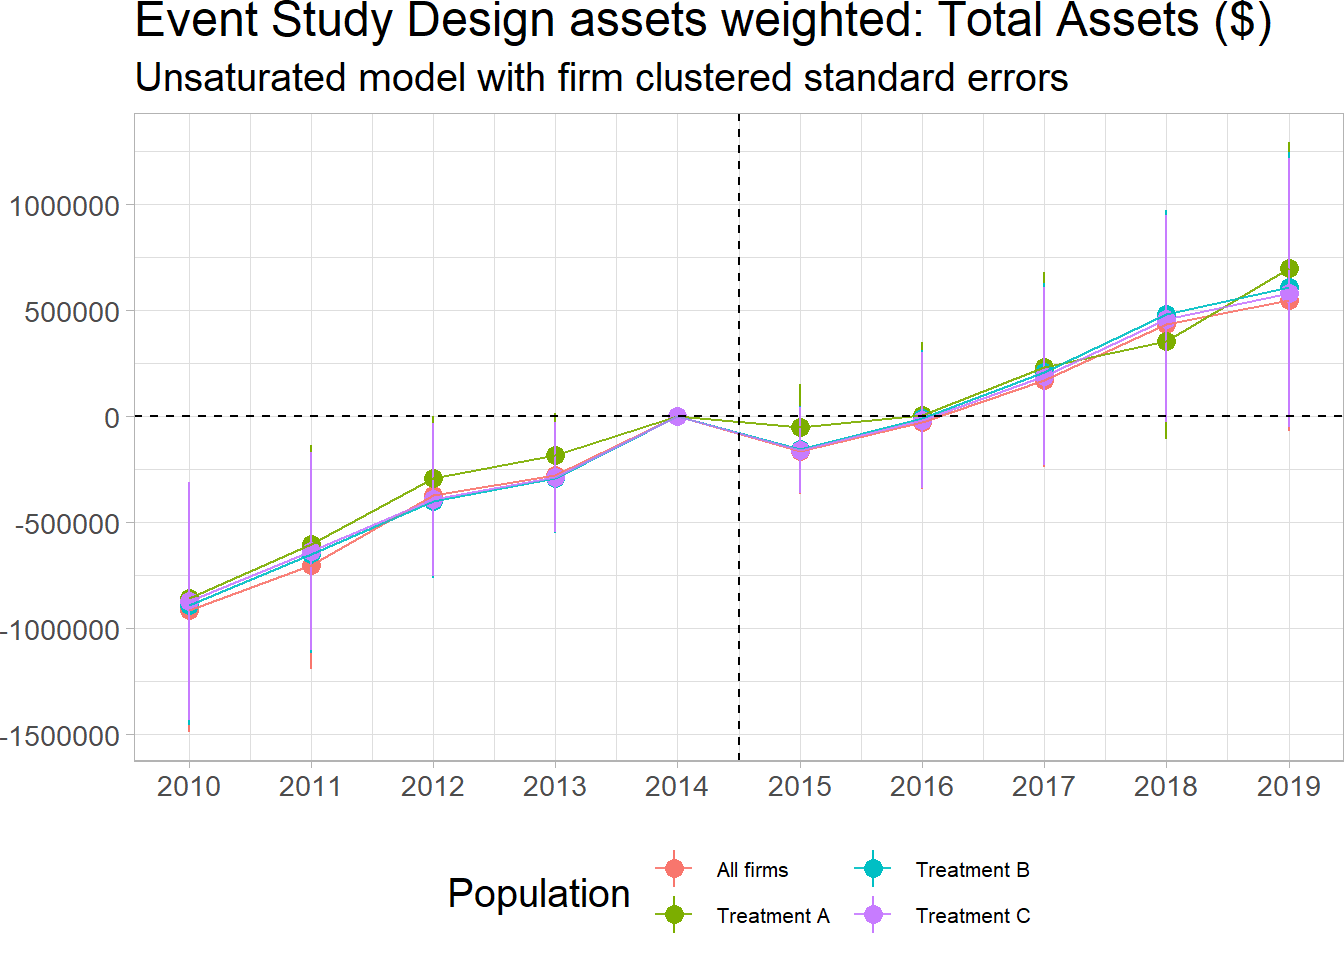 Event Study Design assets weighted: Total Assets ($)
Unsaturated model with firm clustered standard errors
1000000
500000
0
-500000
-1000000
-1500000
2010 2011 2012 2013 2014 2015 2016 2017 2018 2019
Population
All firms Treatment B
Treatment A Treatment C